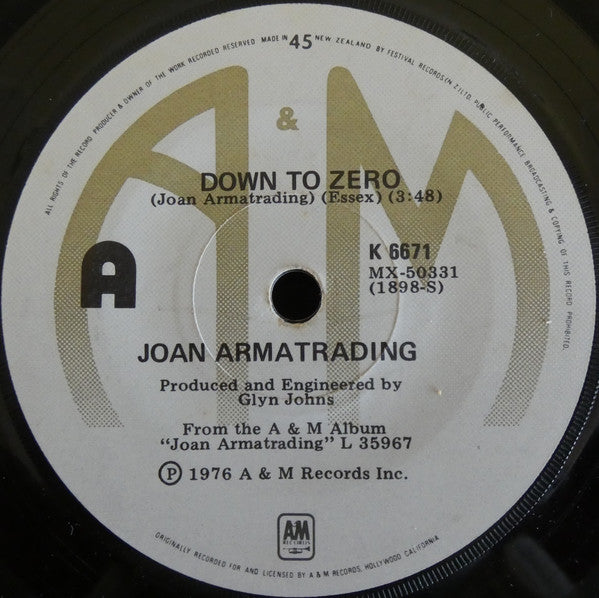 ALL RIGHTS OF THE RECORD PRODUCER & OWNER OF THE WORK RECORDED RESERVED MADE IN 45 NEW ZEALAND BY FESTIVAL RECORDS (N.Z.) LTD. PUBLIC PERFORMANCE BROADCASTING & COPYING OF THIS RECORD PROHIBITED.
A & M
DOWN TO ZERO
(Joan Armatrading) (Essex) (3:48)
A
K 6671
MX-50331
(1898-S)
JOAN ARMATRADING
Produced and Engineered by
Glyn Johns
From the A & M Album
“Joan Armatrading” L 35967
Ⓟ 1976 A & M Records Inc.
AM
RECORDS
ORIGINALLY RECORDED FOR AND LICENSED BY A & M RECORDS, HOLLYWOOD CALIFORNIA